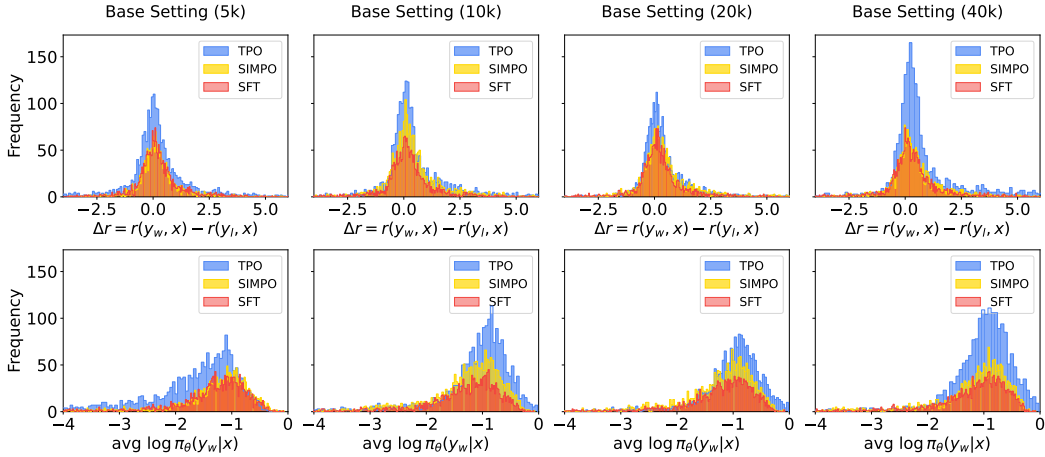 Base Setting (5k) Base Setting (10k) Base Setting (20k) Base Setting (40k)
Frequency
150
100
50
0
TPO
SIMPO
SFT
TPO
SIMPO
SFT
TPO
SIMPO
SFT
TPO
SIMPO
SFT
−2.5 0.0 2.5 5.0 −2.5 0.0 2.5 5.0 −2.5 0.0 2.5 5.0 −2.5 0.0 2.5 5.0
Δr = r(y_w, x) − r(y_l, x) Δr = r(y_w, x) − r(y_l, x) Δr = r(y_w, x) − r(y_l, x) Δr = r(y_w, x) − r(y_l, x)
Frequency
150
100
50
0
TPO
SIMPO
SFT
TPO
SIMPO
SFT
TPO
SIMPO
SFT
TPO
SIMPO
SFT
−4 −3 −2 −1 0 −4 −3 −2 −1 0 −4 −3 −2 −1 0 −4 −3 −2 −1 0
avg log π_θ(y_w|x) avg log π_θ(y_w|x) avg log π_θ(y_w|x) avg log π_θ(y_w|x)